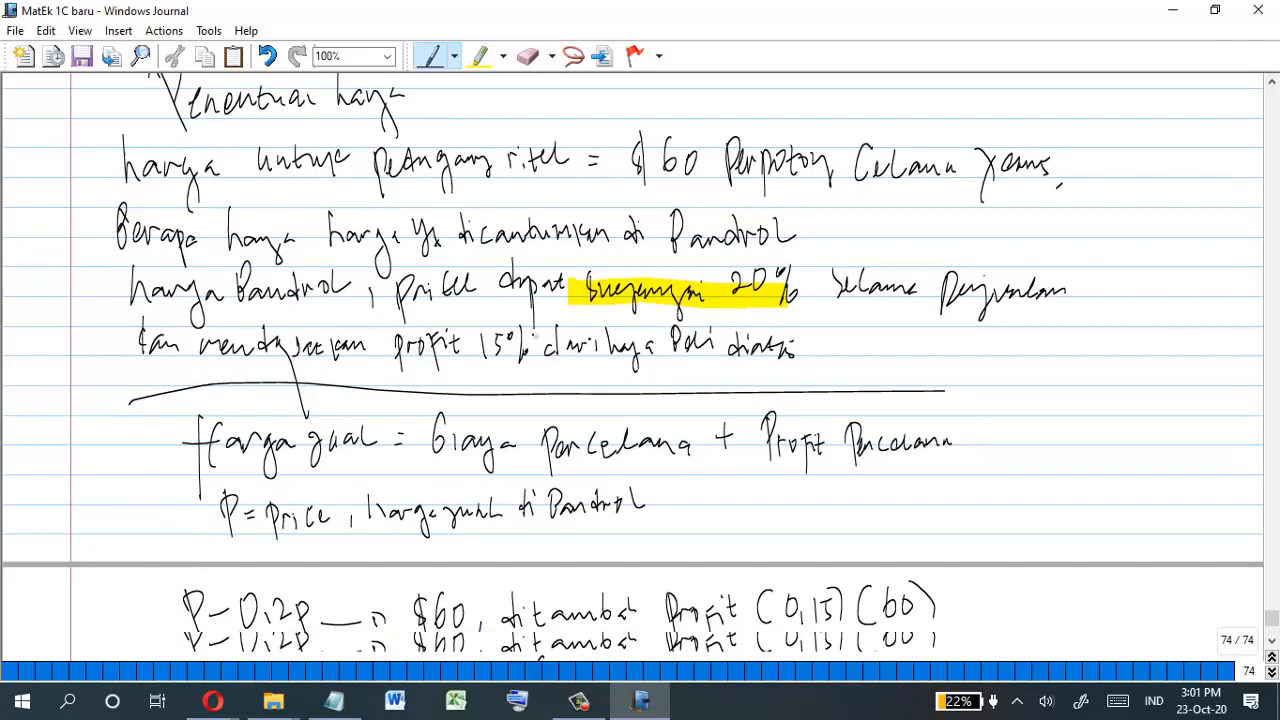 MatEk 1C baru - Windows Journal
File Edit View Insert Actions Tools Help
100%
Penentuan harga
harga untuk pedagang ritel = $ 60 Perpotong Celana Jeans,
Berapa harga harga yg dicantumkan di Bandrol
harga Bandrol, pritel dapat 20% selama Penjualan
dan mendapatkan profit 15% dari harga Beli diatas
Harga jual = Biaya percelana + Profit Percelana
P = Price, harga jual di Bandrol
74 / 74
P - 0,2P $60, ditambah Profit (0,15) (60)
74
22%
IND
3:01 PM
23-Oct-20